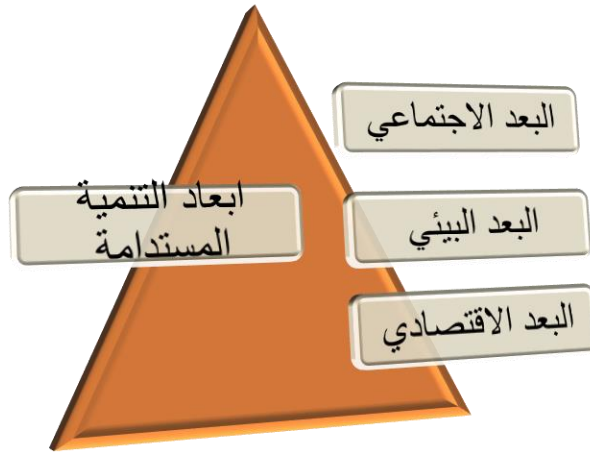 البعد الاجتماعي
ابعاد التنمية
المستدامة
البعد البيئي
البعد الاقتصادي